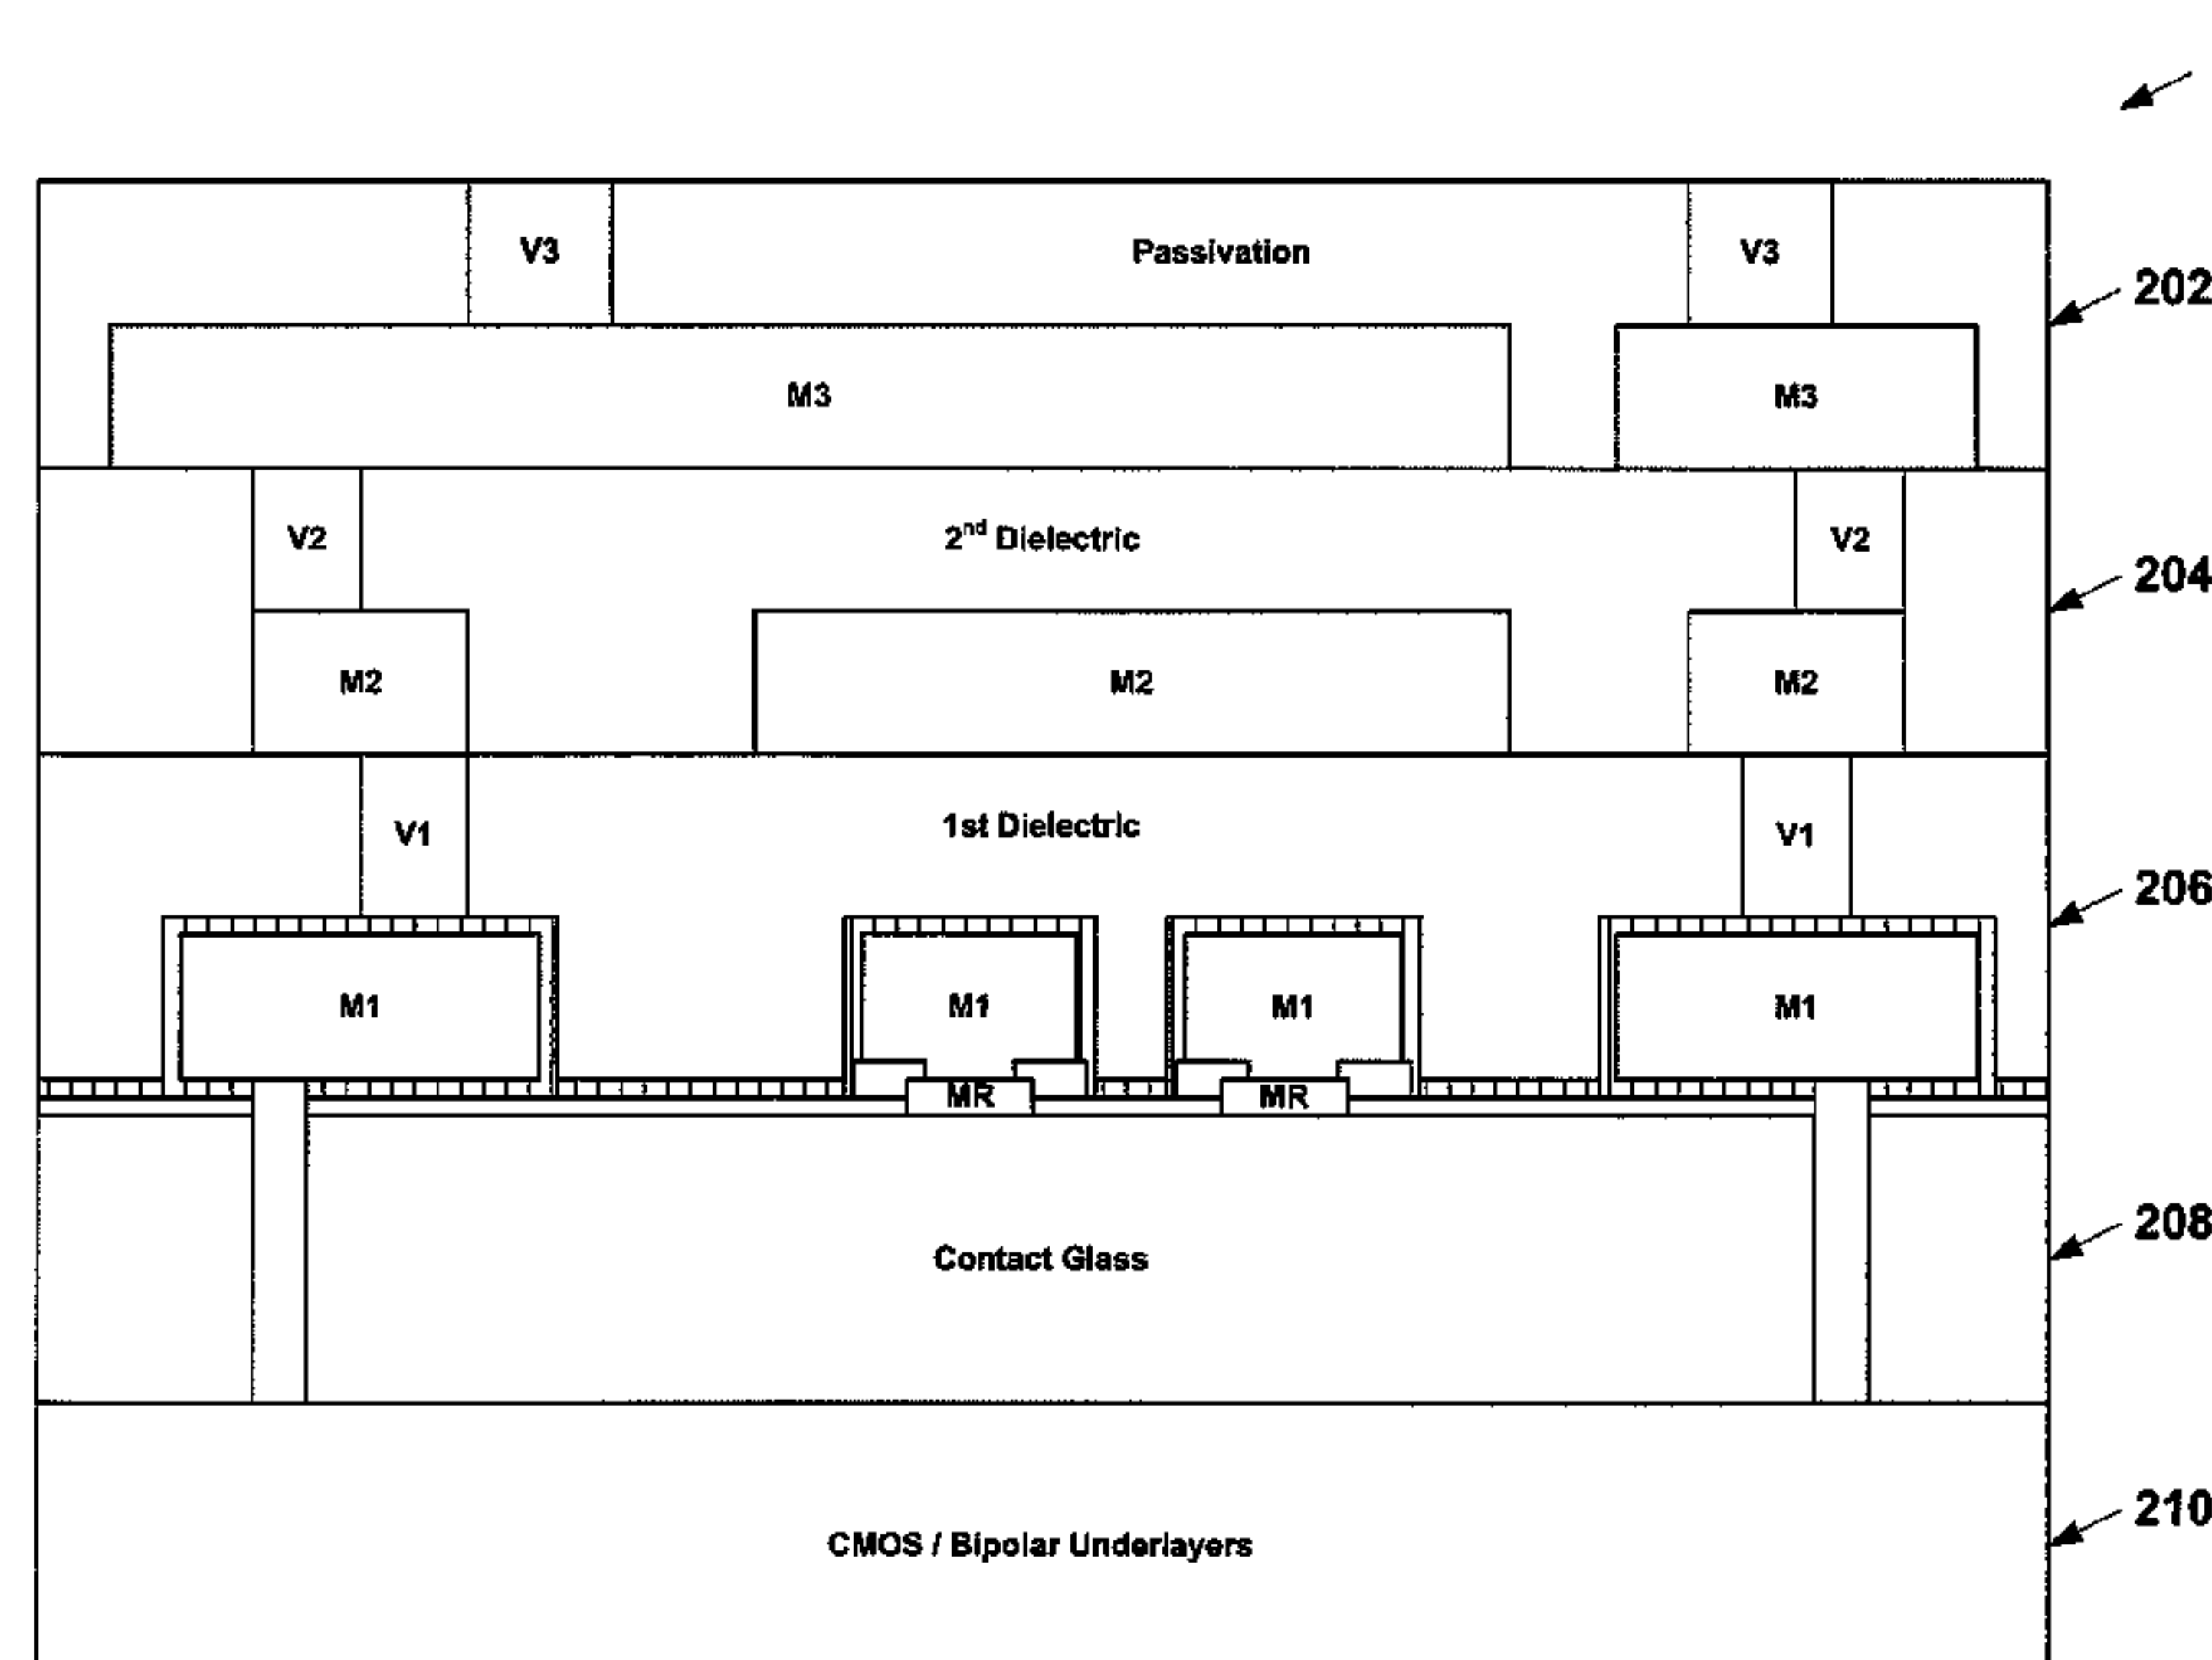 V3 Passivation V3
202
M3 M3
V2 2nd Dielectric V2
204
M2 M2 M2
1st Dielectric
V1 V1
206
M1 M1 M1 M1
MR MR
208
Contact Glass
210
CMOS / Bipolar Underlayers